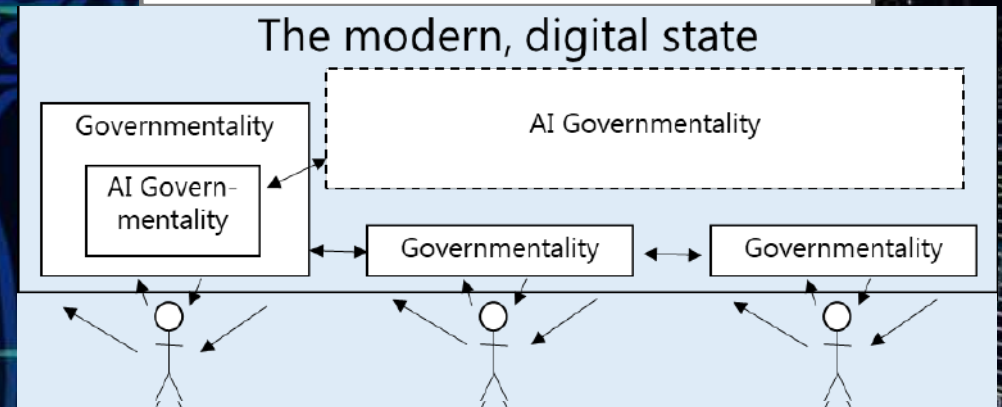 The modern, digital state
Governmentality
AI Governmentality
AI Govern-
mentality
Governmentality
Governmentality